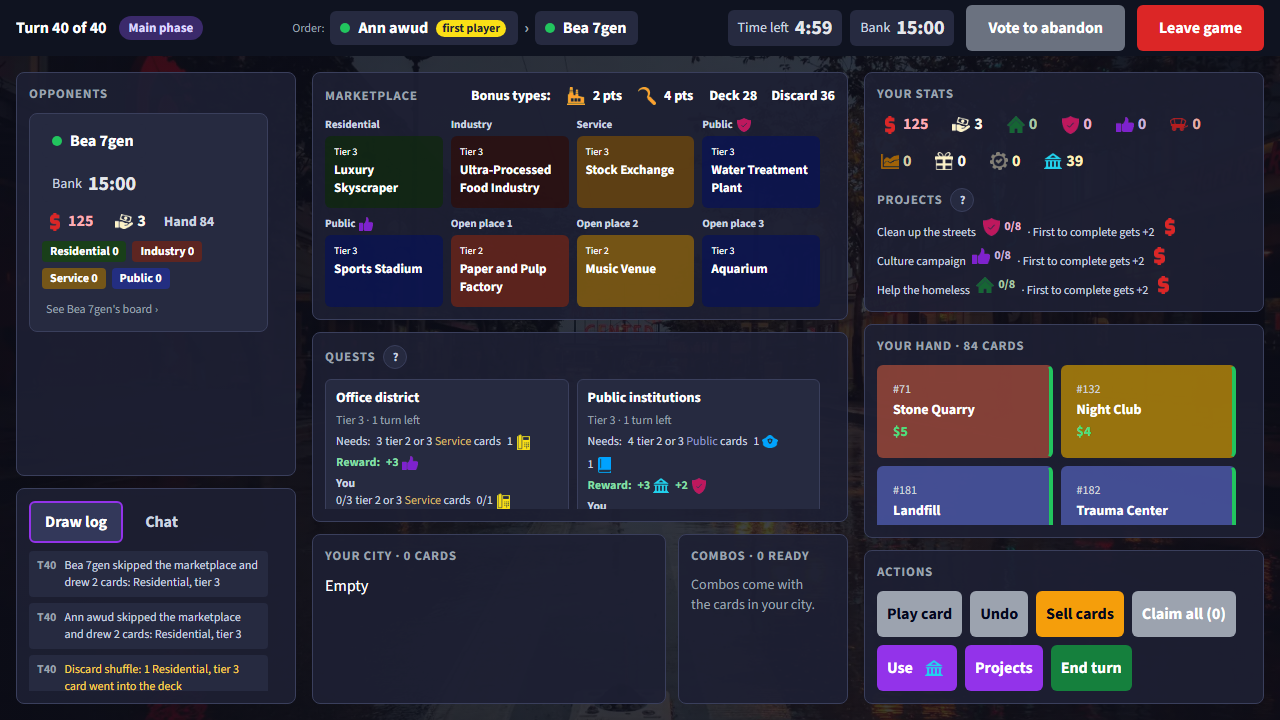 Turn 40 of 40 Main phase
Order: Ann awud first player › Bea 7gen
Time left 4:59 Bank 15:00 Vote to abandon Leave game
OPPONENTS
Bea 7gen
Bank 15:00
125 3 Hand 84
Residential 0 Industry 0
Service 0 Public 0
See Bea 7gen's board ›
Draw log Chat
T40 Bea 7gen skipped the marketplace and
drew 2 cards: Residential, tier 3
T40 Ann awud skipped the marketplace
and drew 2 cards: Residential, tier 3
T40 Discard shuffle: 1 Residential, tier 3
card went into the deck
MARKETPLACE Bonus types: 2 pts 4 pts Deck 28 Discard 36
Residential Industry Service Public
Tier 3 Tier 3 Tier 3 Tier 3
Luxury Ultra-Processed Stock Exchange Water Treatment
Skyscraper Food Industry Plant
Public Open place 1 Open place 2 Open place 3
Tier 3 Tier 2 Tier 2 Tier 3
Sports Stadium Paper and Pulp Music Venue Aquarium
Factory
QUESTS ?
Office district
Tier 3 · 1 turn left
Needs: 3 tier 2 or 3 Service cards 1
Reward: +3
You
0/3 tier 2 or 3 Service cards 0/1
Public institutions
Tier 3 · 1 turn left
Needs: 4 tier 2 or 3 Public cards 1
1
Reward: +3 +2
You
YOUR CITY · 0 CARDS
Empty
COMBOS · 0 READY
Combos come with
the cards in your city.
YOUR STATS
125 3 0 0 0 0
0 0 0 39
PROJECTS ?
Clean up the streets 0/8 · First to complete gets +2
Culture campaign 0/8 · First to complete gets +2
Help the homeless 0/8 · First to complete gets +2
YOUR HAND · 84 CARDS
#71 #132
Stone Quarry Night Club
$5 $4
#181 #182
Landfill Trauma Center
ACTIONS
Play card Undo Sell cards Claim all (0)
Use Projects End turn